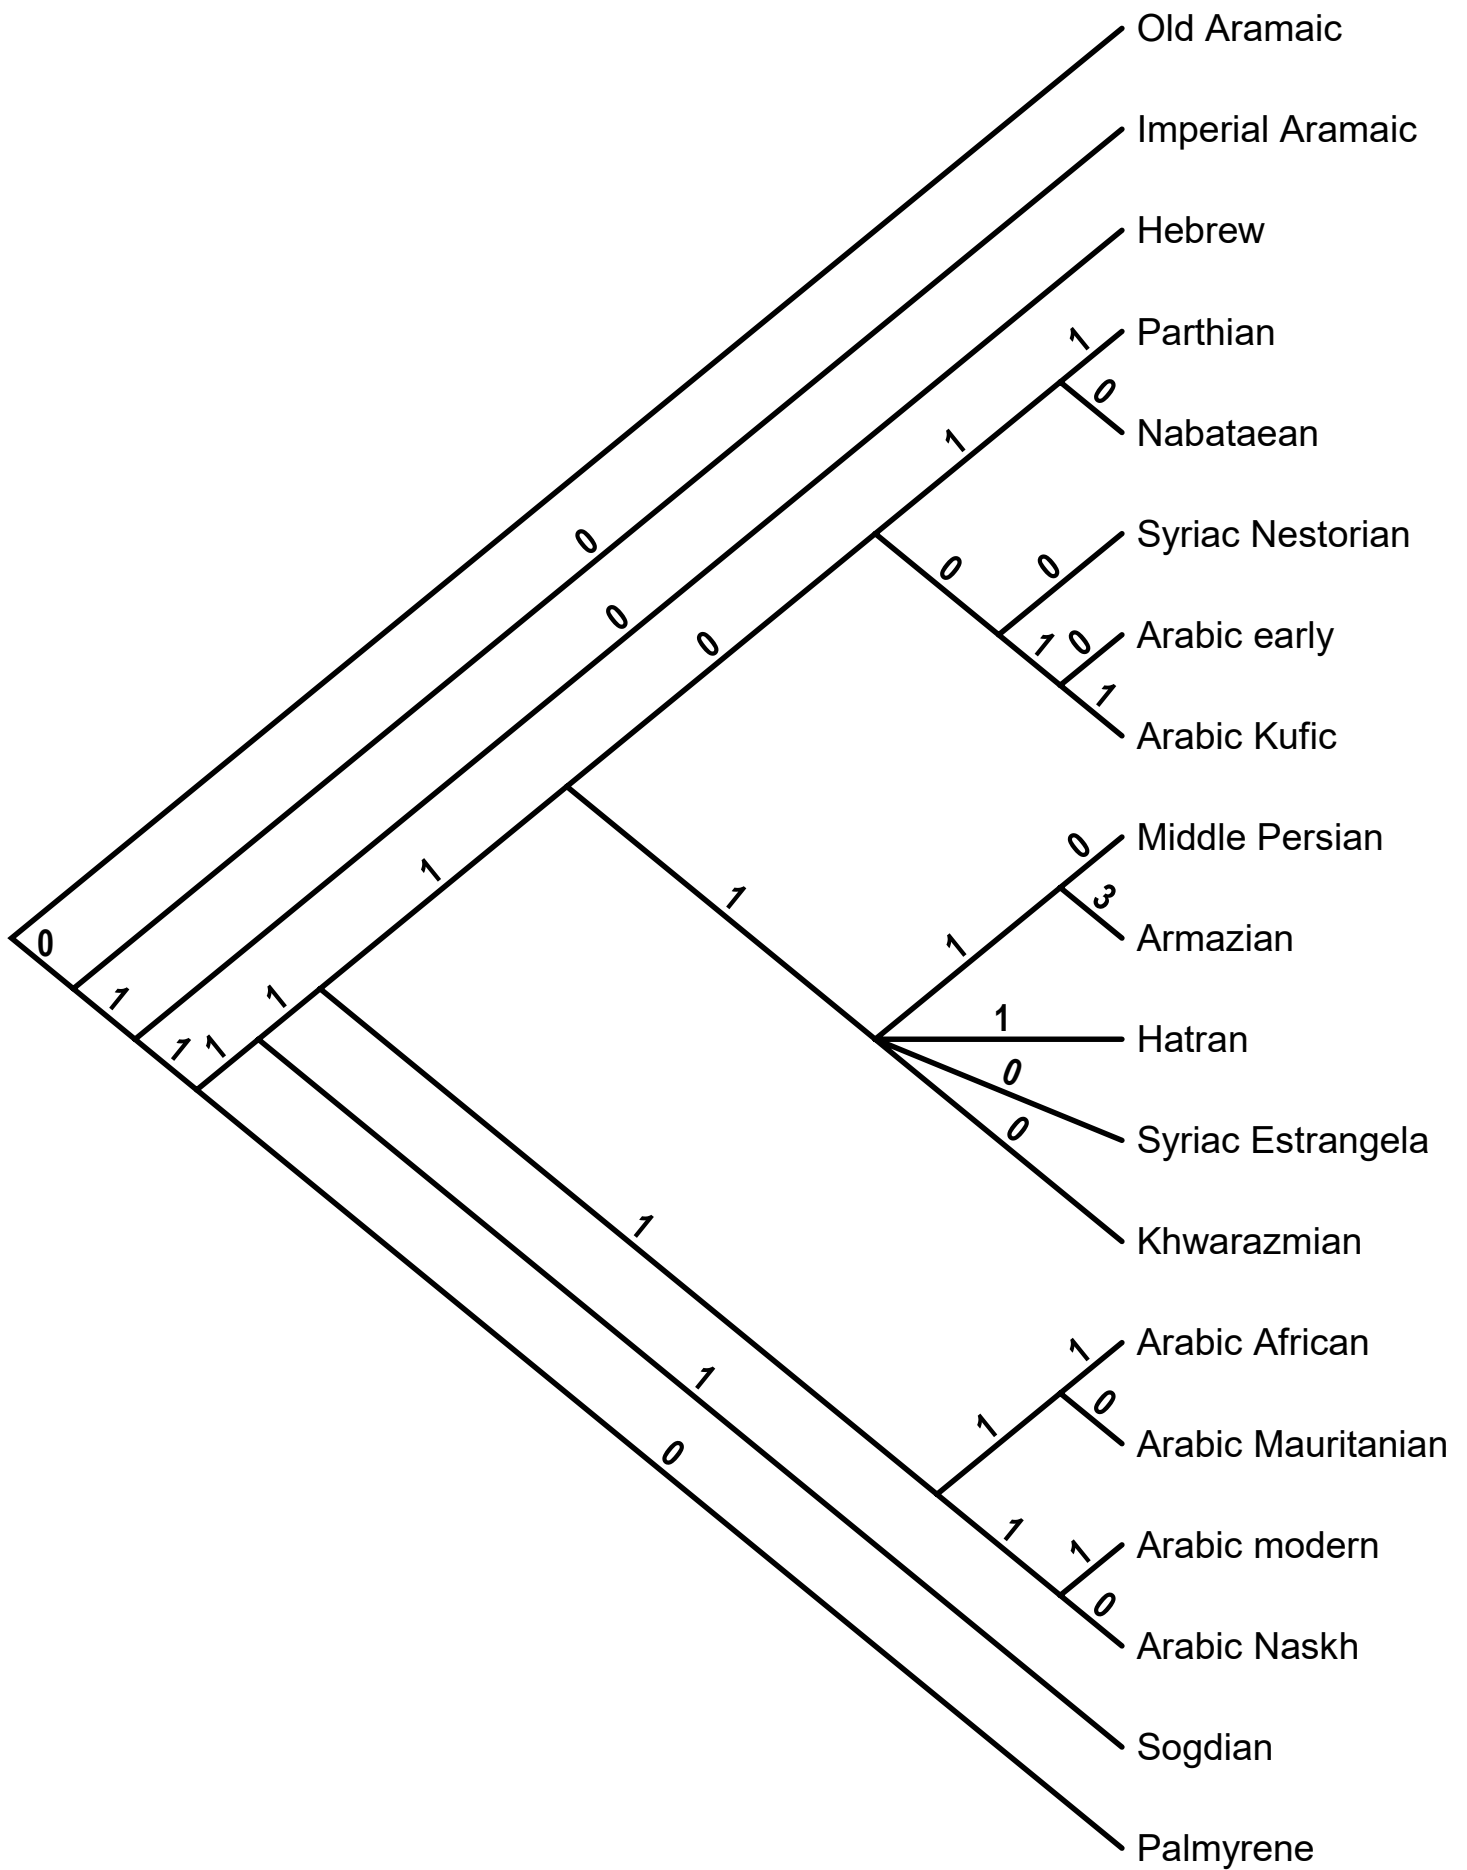 Old Aramaic
Imperial Aramaic
Hebrew
1 Parthian
0
1 Nabataean
0 Syriac Nestorian
0
0
0
0
1 0 Arabic early
1
Arabic Kufic
0 Middle Persian
1
1
3
Armazian
0
1
1
1 Hatran
1
1 1
0
Syriac Estrangela
0
Khwarazmian
1
1 Arabic African
1
0
1
Arabic Mauritanian
0
1
1 Arabic modern
0
Arabic Naskh
Sogdian
Palmyrene